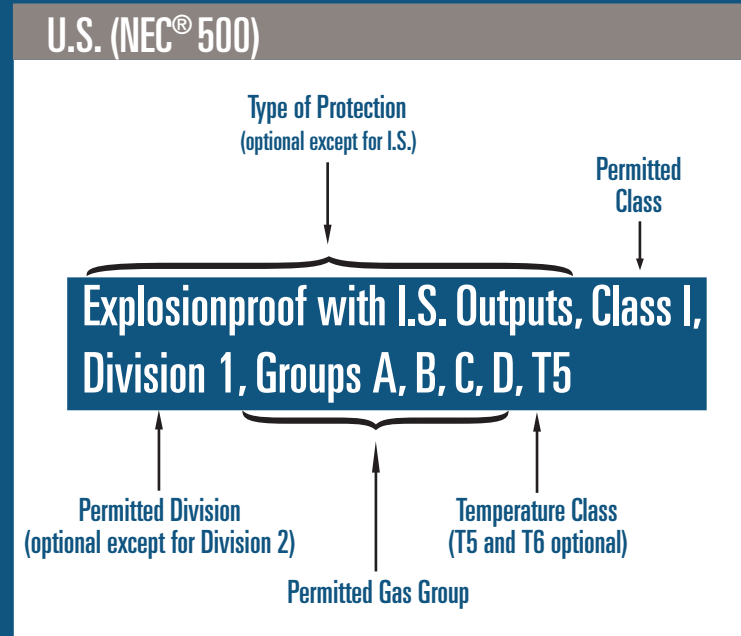 U.S. (NEC® 500)
Type of Protection
(optional except for I.S.)
Permitted
Class
Explosionproof with I.S. Outputs, Class I,
Division 1, Groups A, B, C, D, T5
Permitted Division
(optional except for Division 2)
Temperature Class
(T5 and T6 optional)
Permitted Gas Group